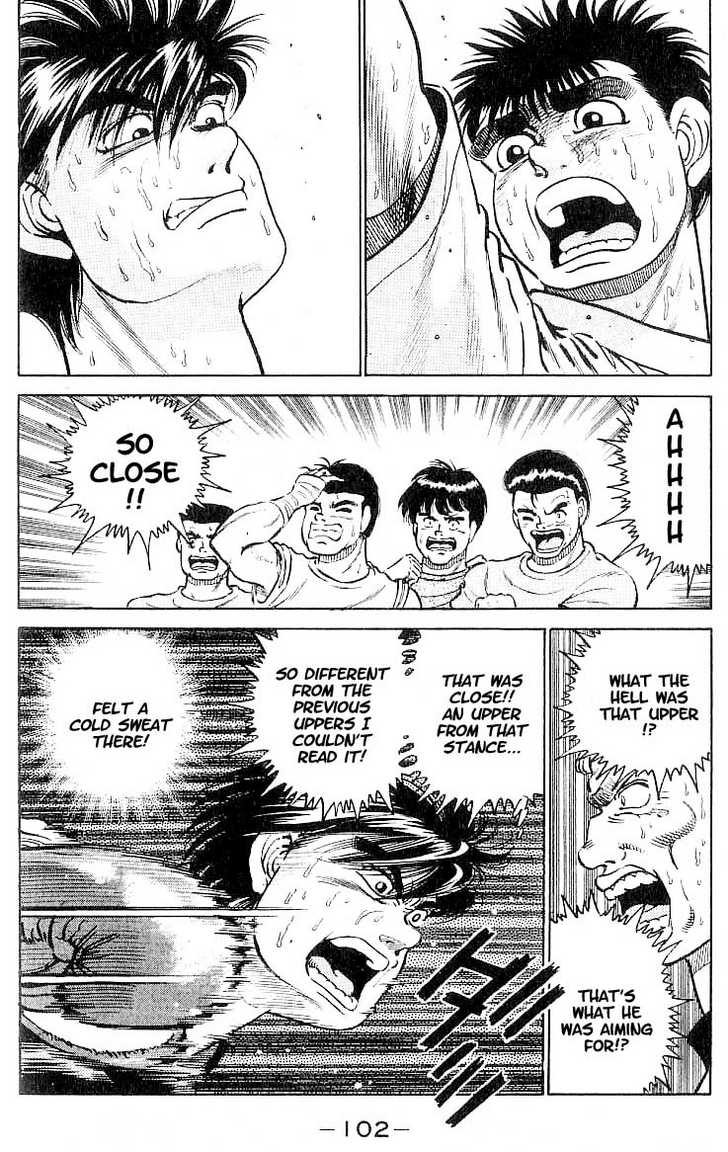 AHHHHH
SO
CLOSE
!!
WHAT THE
HELL WAS
THAT UPPER
!?
THAT'S
WHAT HE
WAS AIMING
FOR!?
THAT WAS
CLOSE!!
AN UPPER
FROM THAT
STANCE...
SO DIFFERENT
FROM THE
PREVIOUS
UPPERS I
COULDN'T
READ IT!
FELT A
COLD SWEAT
THERE!
-102-